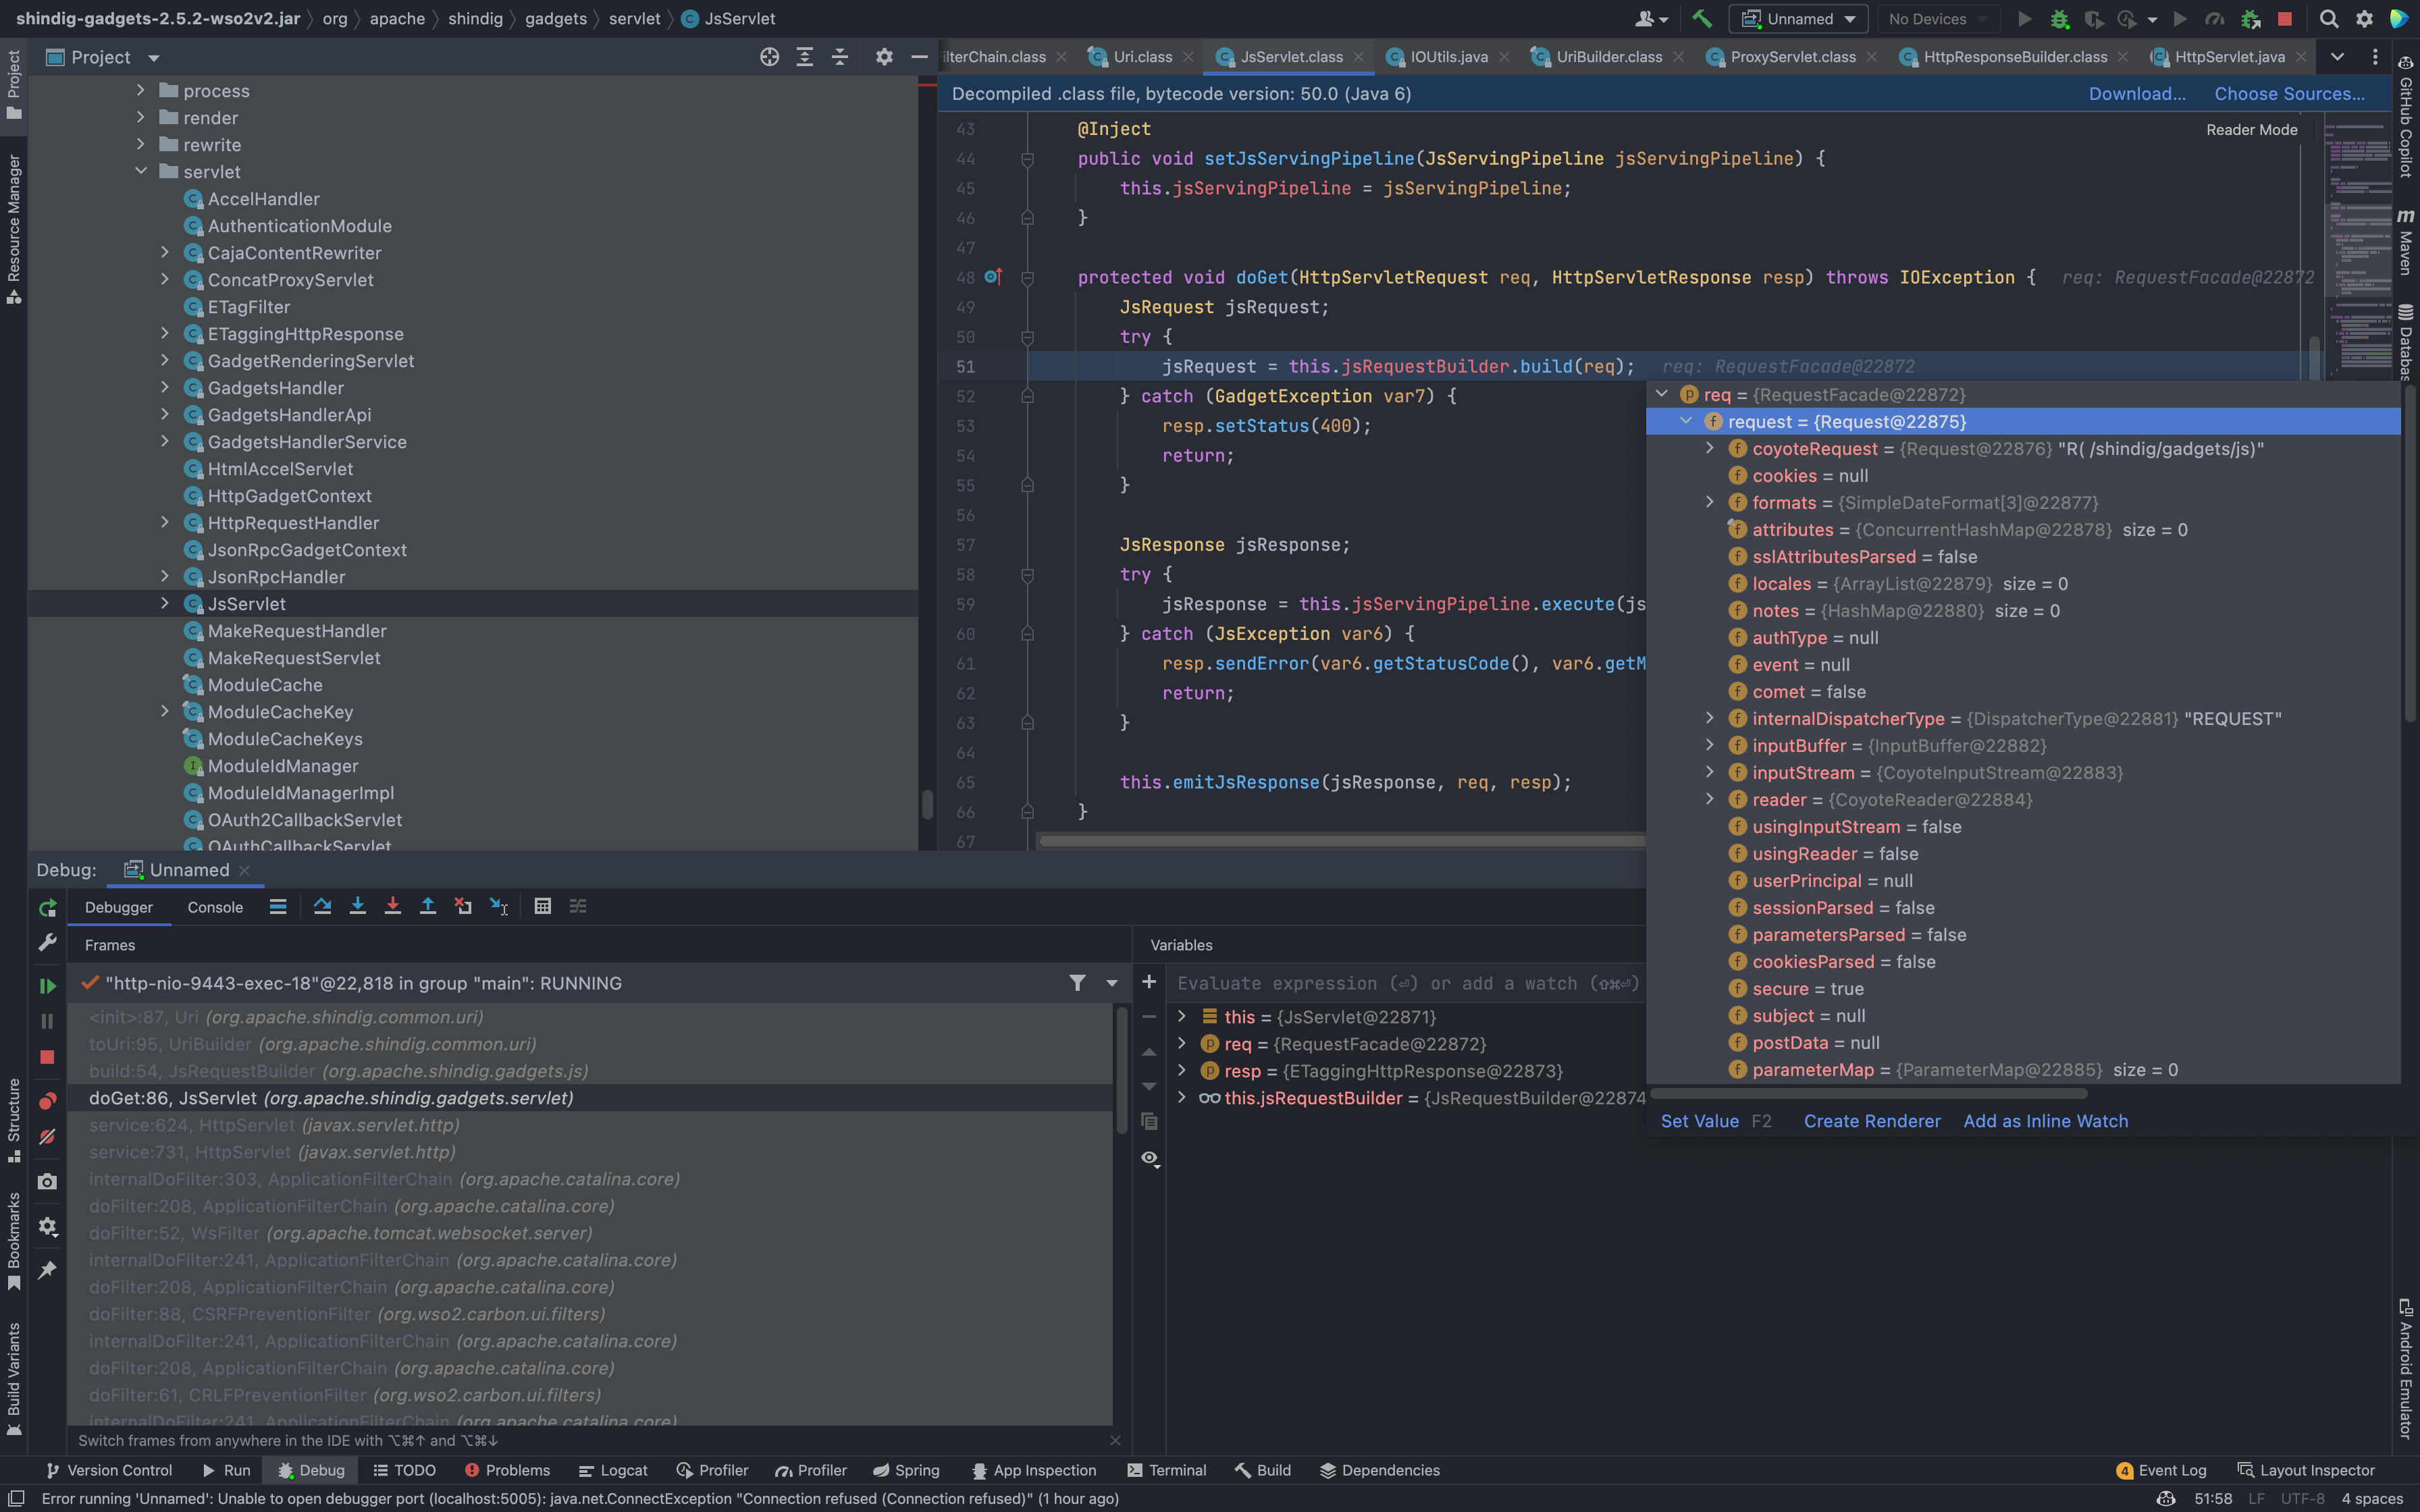 shindig-gadgets-2.5.2-wso2v2.jar 〉 org 〉 apache 〉 shindig 〉 gadgets 〉 servlet 〉 JsServlet
Unnamed
No Devices
Project
ilterChain.class
Uri.class
JsServlet.class
IOUtils.java
UriBuilder.class
ProxyServlet.class
HttpResponseBuilder.class
HttpServlet.java
Decompiled .class file, bytecode version: 50.0 (Java 6)
Download...
Choose Sources...
Reader Mode
Project
Resource Manager
Structure
Bookmarks
Build Variants
GitHub Copilot
Maven
Databas
Android Emulator
process
render
rewrite
servlet
AccelHandler
AuthenticationModule
CajaContentRewriter
ConcatProxyServlet
ETagFilter
ETaggingHttpResponse
GadgetRenderingServlet
GadgetsHandler
GadgetsHandlerApi
GadgetsHandlerService
HtmlAccelServlet
HttpGadgetContext
HttpRequestHandler
JsonRpcGadgetContext
JsonRpcHandler
JsServlet
MakeRequestHandler
MakeRequestServlet
ModuleCache
ModuleCacheKey
ModuleCacheKeys
ModuleIdManager
ModuleIdManagerImpl
OAuth2CallbackServlet
OAuthCallbackServlet
43 @Inject
44 public void setJsServingPipeline(JsServingPipeline jsServingPipeline) {
45 this.jsServingPipeline = jsServingPipeline;
46 }
47
48 protected void doGet(HttpServletRequest req, HttpServletResponse resp) throws IOException { req: RequestFacade@22872
49 JsRequest jsRequest;
50 try {
51 jsRequest = this.jsRequestBuilder.build(req); req: RequestFacade@22872
52 } catch (GadgetException var7) {
53 resp.setStatus(400);
54 return;
55 }
56
57 JsResponse jsResponse;
58 try {
59 jsResponse = this.jsServingPipeline.execute(js
60 } catch (JsException var6) {
61 resp.sendError(var6.getStatusCode(), var6.getM
62 return;
63 }
64
65 this.emitJsResponse(jsResponse, req, resp);
66 }
67
req = {RequestFacade@22872}
request = {Request@22875}
coyoteRequest = {Request@22876} "R( /shindig/gadgets/js)"
cookies = null
formats = {SimpleDateFormat[3]@22877}
attributes = {ConcurrentHashMap@22878} size = 0
sslAttributesParsed = false
locales = {ArrayList@22879} size = 0
notes = {HashMap@22880} size = 0
authType = null
event = null
comet = false
internalDispatcherType = {DispatcherType@22881} "REQUEST"
inputBuffer = {InputBuffer@22882}
inputStream = {CoyoteInputStream@22883}
reader = {CoyoteReader@22884}
usingInputStream = false
usingReader = false
userPrincipal = null
sessionParsed = false
parametersParsed = false
cookiesParsed = false
secure = true
subject = null
postData = null
parameterMap = {ParameterMap@22885} size = 0
Set Value F2 Create Renderer Add as Inline Watch
Debug: Unnamed
Debugger Console
Frames
"http-nio-9443-exec-18"@22,818 in group "main": RUNNING
<init>:87, Uri (org.apache.shindig.common.uri)
toUri:95, UriBuilder (org.apache.shindig.common.uri)
build:54, JsRequestBuilder (org.apache.shindig.gadgets.js)
doGet:86, JsServlet (org.apache.shindig.gadgets.servlet)
service:624, HttpServlet (javax.servlet.http)
service:731, HttpServlet (javax.servlet.http)
internalDoFilter:303, ApplicationFilterChain (org.apache.catalina.core)
doFilter:208, ApplicationFilterChain (org.apache.catalina.core)
doFilter:52, WsFilter (org.apache.tomcat.websocket.server)
internalDoFilter:241, ApplicationFilterChain (org.apache.catalina.core)
doFilter:208, ApplicationFilterChain (org.apache.catalina.core)
doFilter:88, CSRFPreventionFilter (org.wso2.carbon.ui.filters)
internalDoFilter:241, ApplicationFilterChain (org.apache.catalina.core)
doFilter:208, ApplicationFilterChain (org.apache.catalina.core)
doFilter:61, CRLFPreventionFilter (org.wso2.carbon.ui.filters)
internalDoFilter:241, ApplicationFilterChain (org.apache.catalina.core)
Switch frames from anywhere in the IDE with ⌥⌘↑ and ⌥⌘↓
Variables
Evaluate expression (⏎) or add a watch (⇧⌘⏎)
this = {JsServlet@22871}
req = {RequestFacade@22872}
resp = {ETaggingHttpResponse@22873}
this.jsRequestBuilder = {JsRequestBuilder@22874
Version Control Run Debug TODO Problems Logcat Profiler Profiler Spring App Inspection Terminal Build Dependencies
4 Event Log Layout Inspector
Error running 'Unnamed': Unable to open debugger port (localhost:5005): java.net.ConnectException "Connection refused (Connection refused)" (1 hour ago)
51:58 LF UTF-8 4 spaces